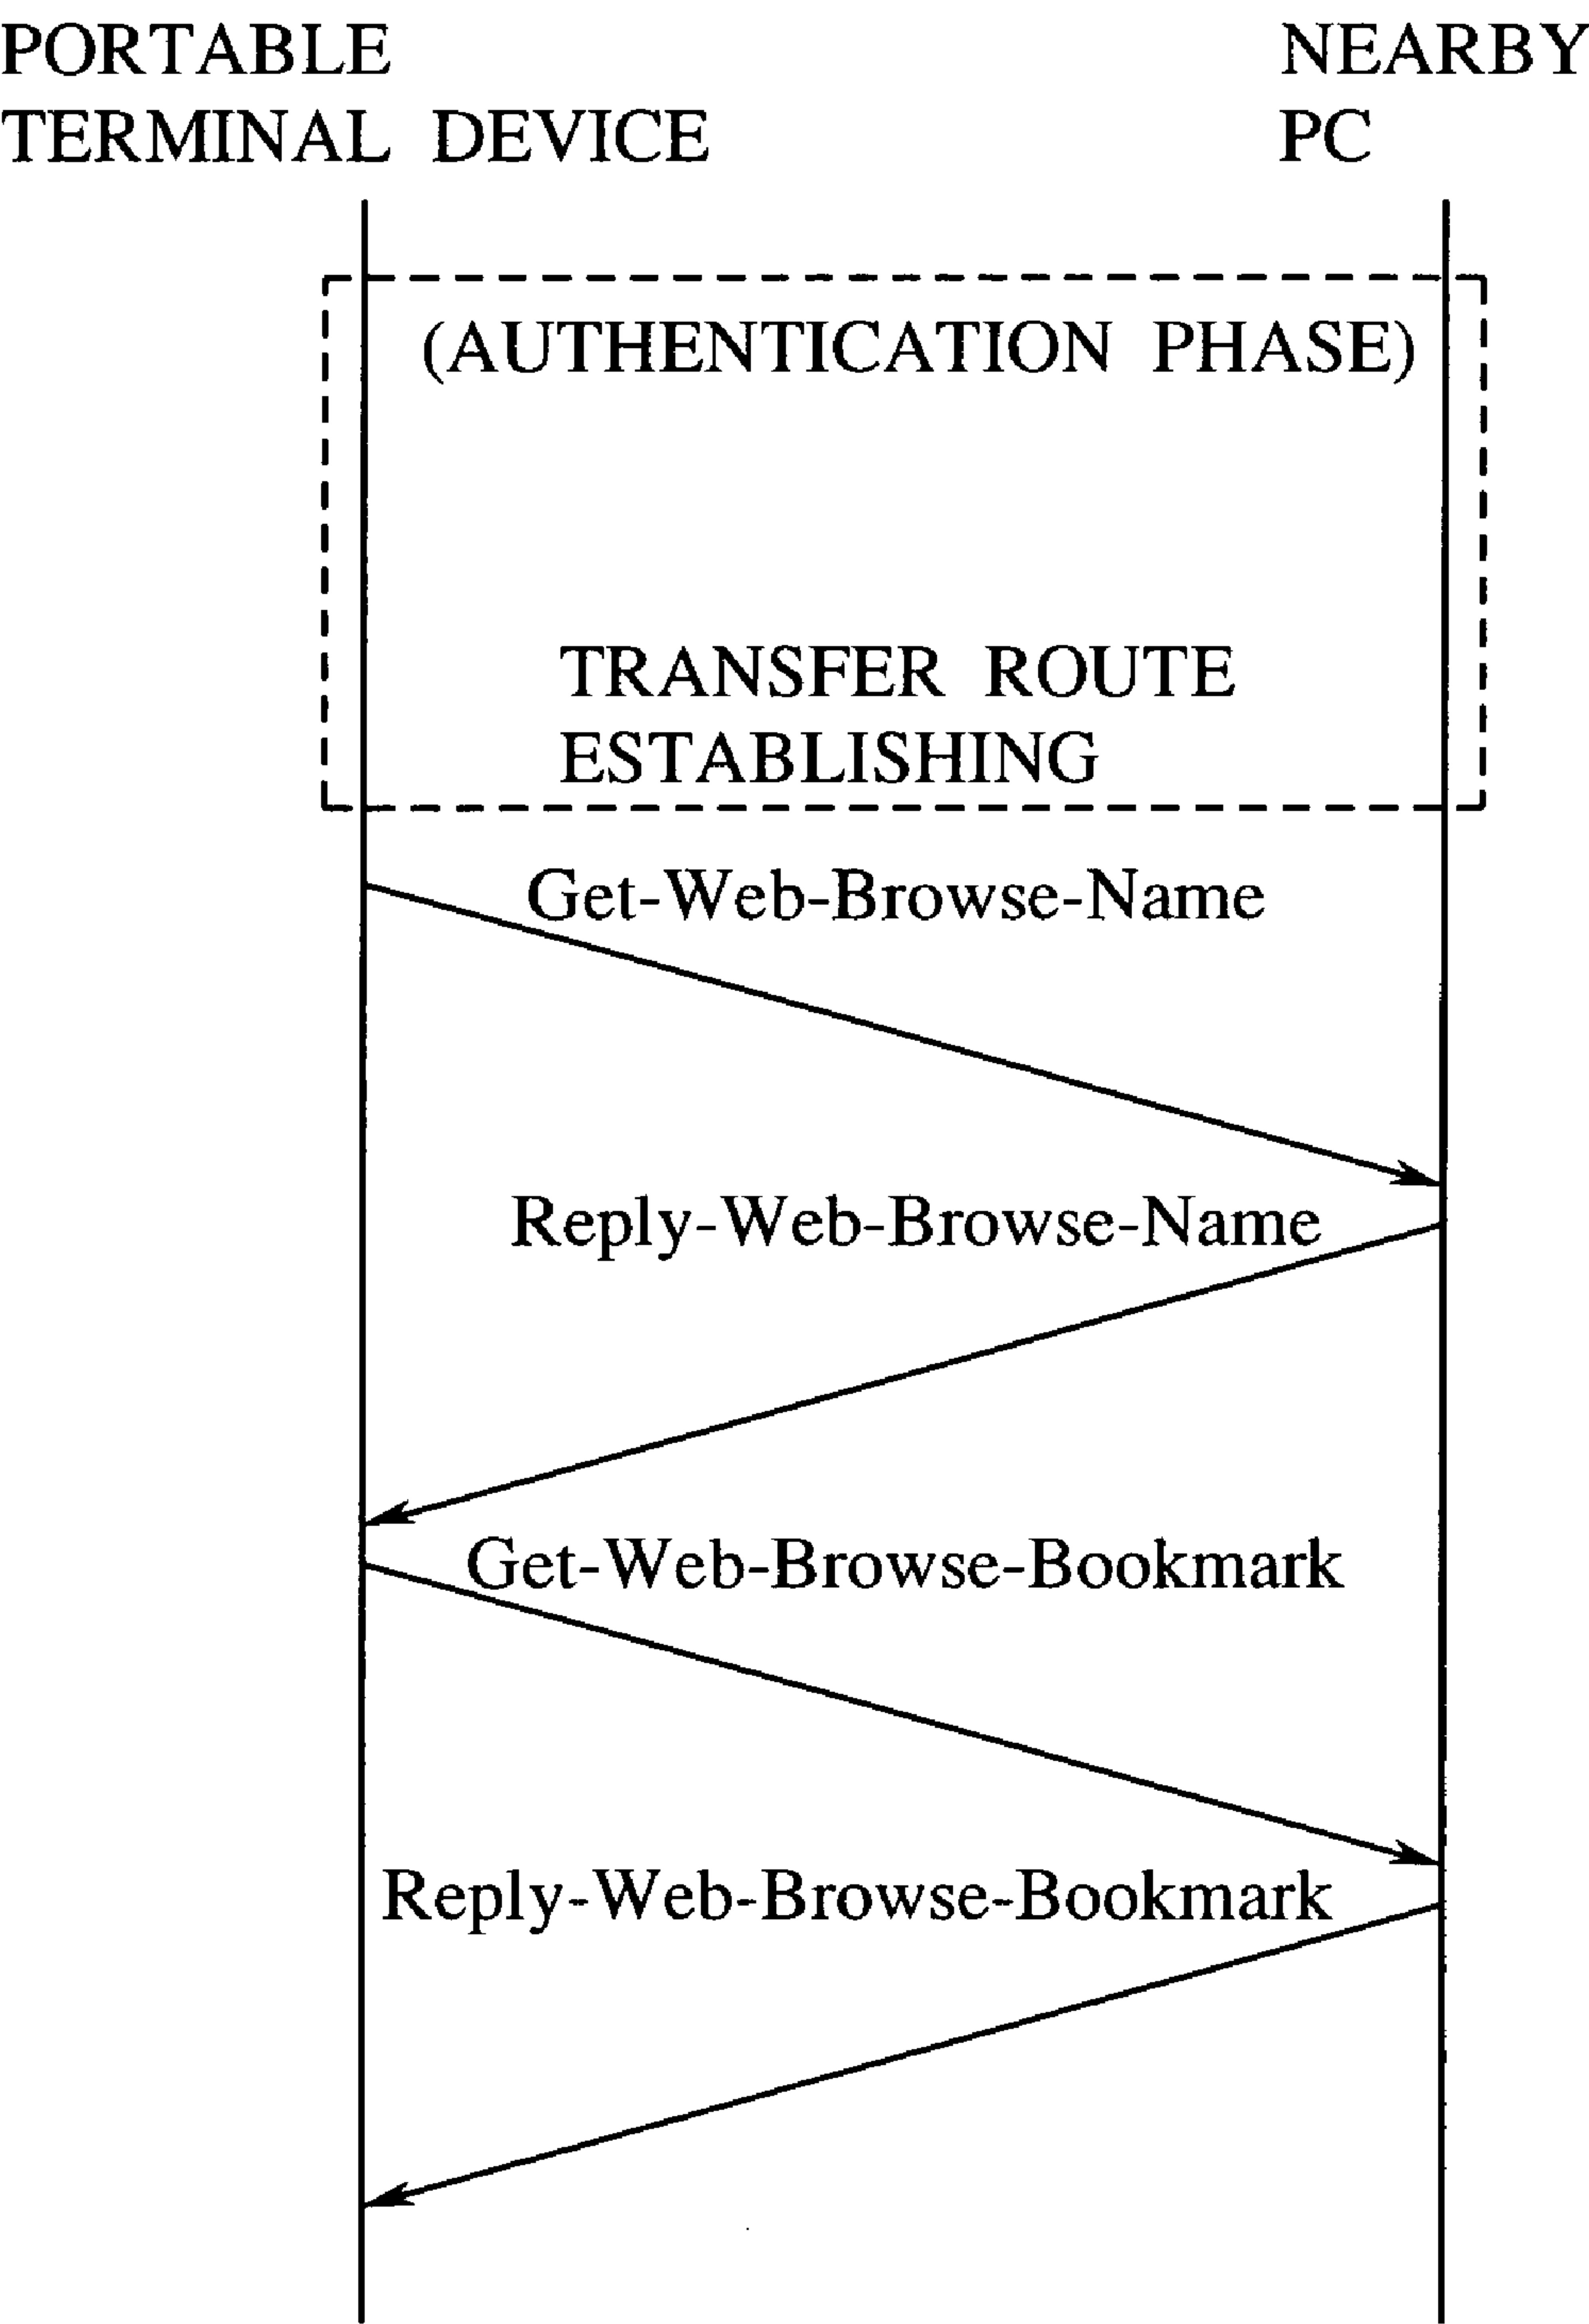 PORTABLE
TERMINAL DEVICE
NEARBY
PC
(AUTHENTICATION PHASE)
TRANSFER ROUTE
ESTABLISHING
Get-Web-Browse-Name
Reply-Web-Browse-Name
Get-Web-Browse-Bookmark
Reply-Web-Browse-Bookmark